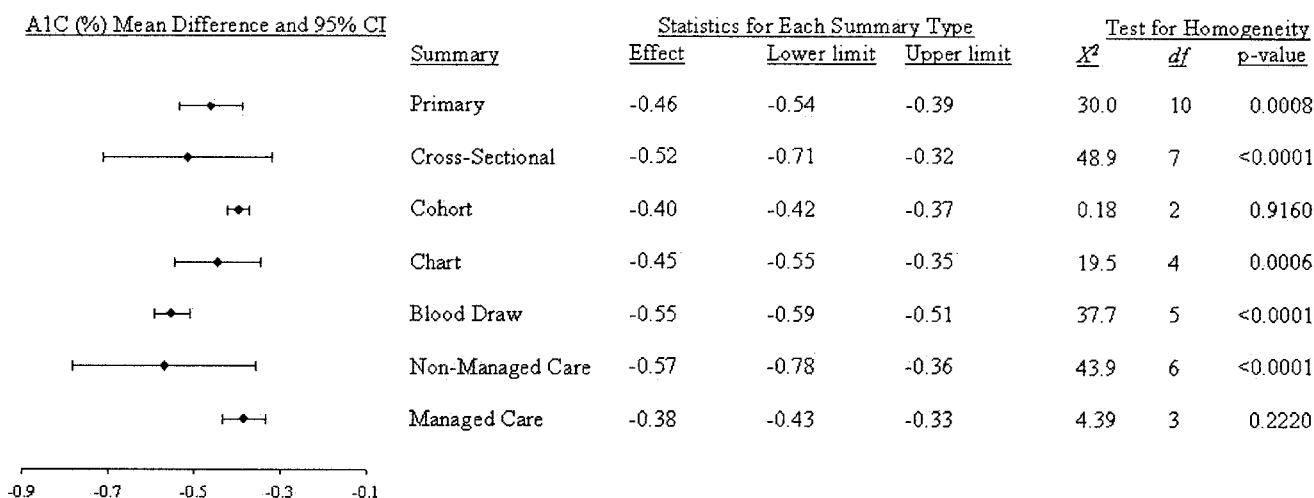 A1C (%) Mean Difference and 95% CI Statistics for Each Summary Type Test for Homogeneity
Summary Effect Lower limit Upper limit X² df p-value
Primary -0.46 -0.54 -0.39 30.0 10 0.0008
Cross-Sectional -0.52 -0.71 -0.32 48.9 7 <0.0001
Cohort -0.40 -0.42 -0.37 0.18 2 0.9160
Chart -0.45 -0.55 -0.35 19.5 4 0.0006
Blood Draw -0.55 -0.59 -0.51 37.7 5 <0.0001
Non-Managed Care -0.57 -0.78 -0.36 43.9 6 <0.0001
Managed Care -0.38 -0.43 -0.33 4.39 3 0.2220
-0.9 -0.7 -0.5 -0.3 -0.1